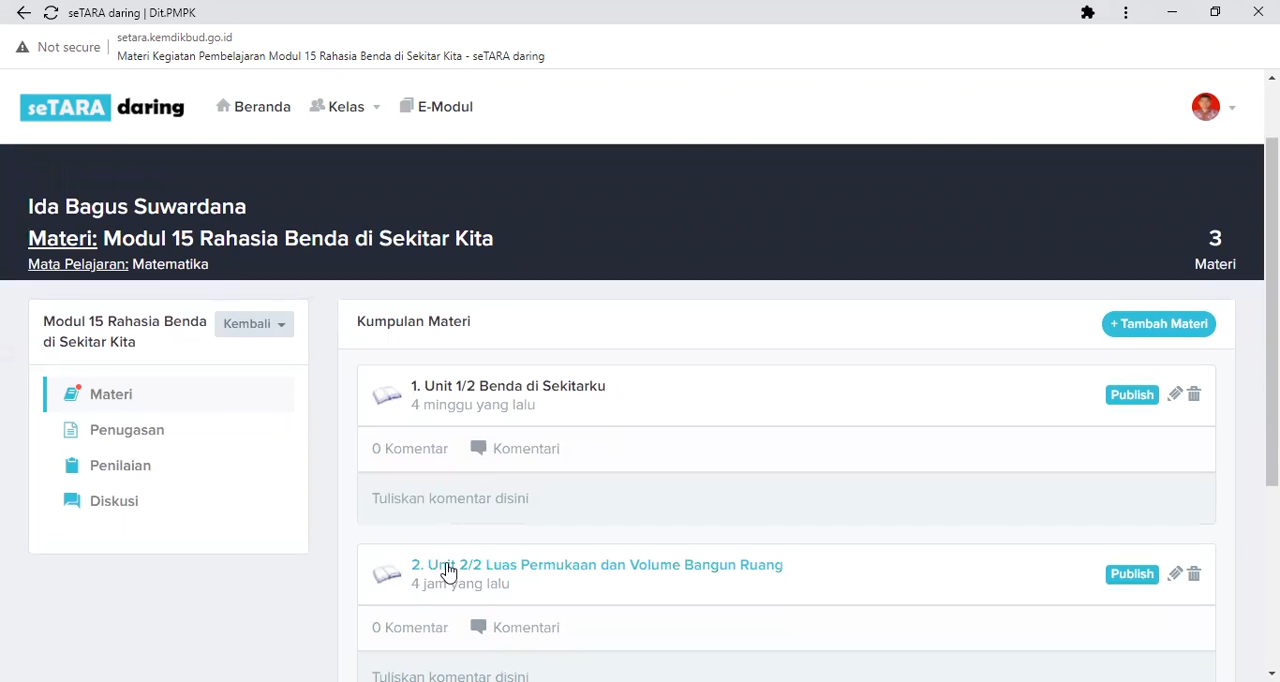 seTARA daring | Dit.PMPK
Not secure
setara.kemdikbud.go.id
Materi Kegiatan Pembelajaran Modul 15 Rahasia Benda di Sekitar Kita - seTARA daring
seTARA daring
Beranda
Kelas
E-Modul
Ida Bagus Suwardana
Materi: Modul 15 Rahasia Benda di Sekitar Kita
Mata Pelajaran: Matematika
3
Materi
Modul 15 Rahasia Benda
di Sekitar Kita
Kembali
Materi
Penugasan
Penilaian
Diskusi
Kumpulan Materi
+ Tambah Materi
1. Unit 1/2 Benda di Sekitarku
4 minggu yang lalu
Publish
0 Komentar
Komentari
Tuliskan komentar disini
2. Unit 2/2 Luas Permukaan dan Volume Bangun Ruang
4 jam yang lalu
Publish
0 Komentar
Komentari
Tuliskan komentar disini